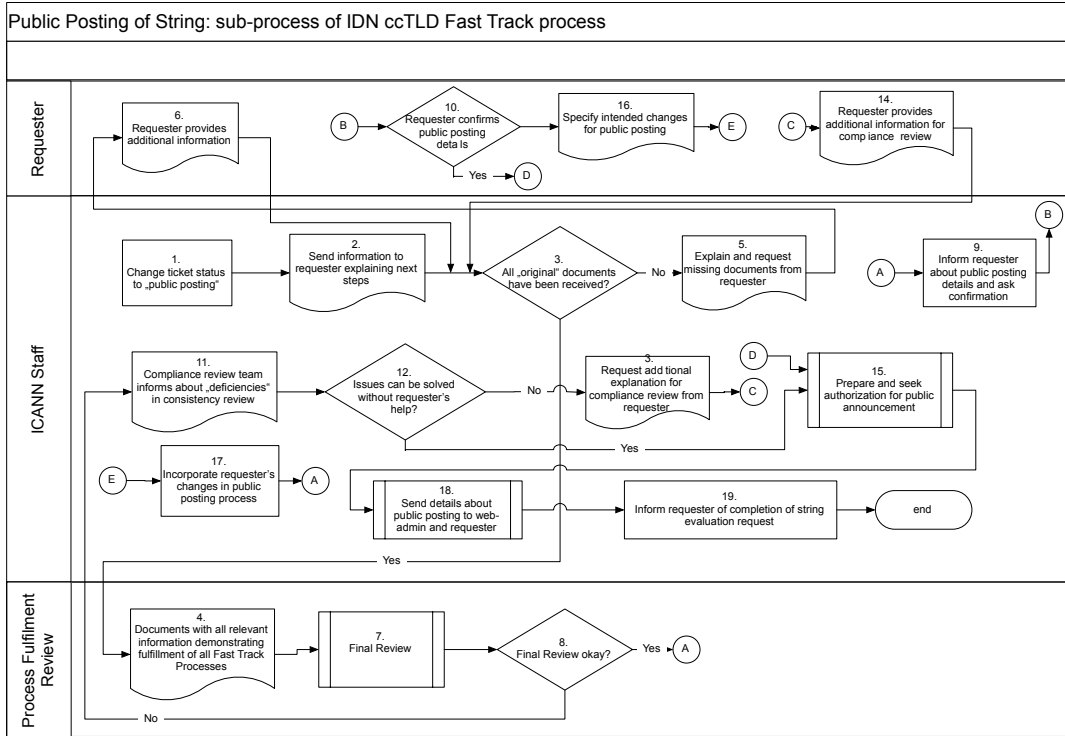 Public Posting of String: sub-process of IDN ccTLD Fast Track process
Requester
6.
Requester provides
additional information
B
10.
Requester confirms
public posting
deta ls
Yes
D
16.
Specify intended changes
for public posting
E
C
14.
Requester provides
additional information for
comp iance review
ICANN Staff
1.
Change ticket status
to „public posting“
2.
Send information to
requester explaining next
steps
3.
All „original“ documents
have been received?
No
5.
Explain and request
missing documents from
requester
A
9.
Inform requester
about public posting
details and ask
confirmation
B
11.
Compliance review team
informs about „deficiencies“
in consistency review
12.
Issues can be solved
without requester’s
help?
No
Yes
3.
Request add tional
explanation for
compliance review from
requester
D
C
15.
Prepare and seek
authorization for public
announcement
E
17.
Incorporate requester’s
changes in public
posting process
A
18.
Send details about
public posting to web-
admin and requester
19.
Inform requester of completion of string
evaluation request
end
Yes
Process Fulfilment
Review
4.
Documents with all relevant
information demonstrating
fulfillment of all Fast Track
Processes
7.
Final Review
8.
Final Review okay?
Yes
A
No